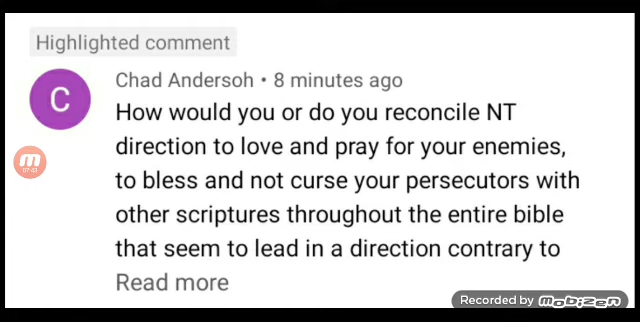 Highlighted comment
C
Chad Andersoh • 8 minutes ago
How would you or do you reconcile NT
direction to love and pray for your enemies,
to bless and not curse your persecutors with
other scriptures throughout the entire bible
that seem to lead in a direction contrary to
Read more
m
07:41
Recorded by mobizen